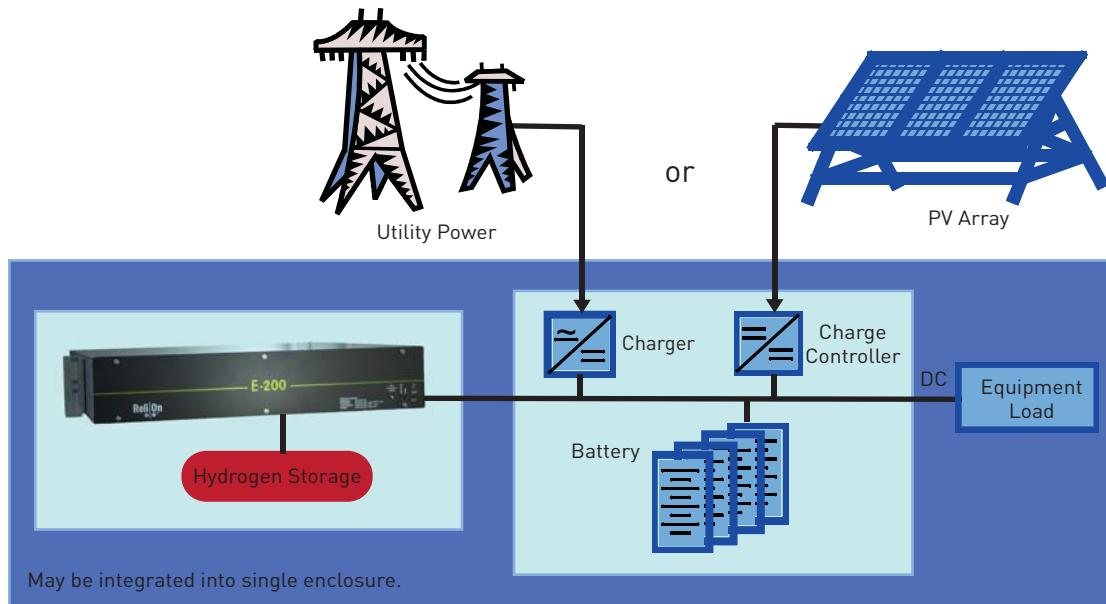 Utility Power
or
PV Array
Charger
Charge
Controller
DC
Equipment
Load
E-200
ReliOn
Hydrogen Storage
Battery
May be integrated into single enclosure.